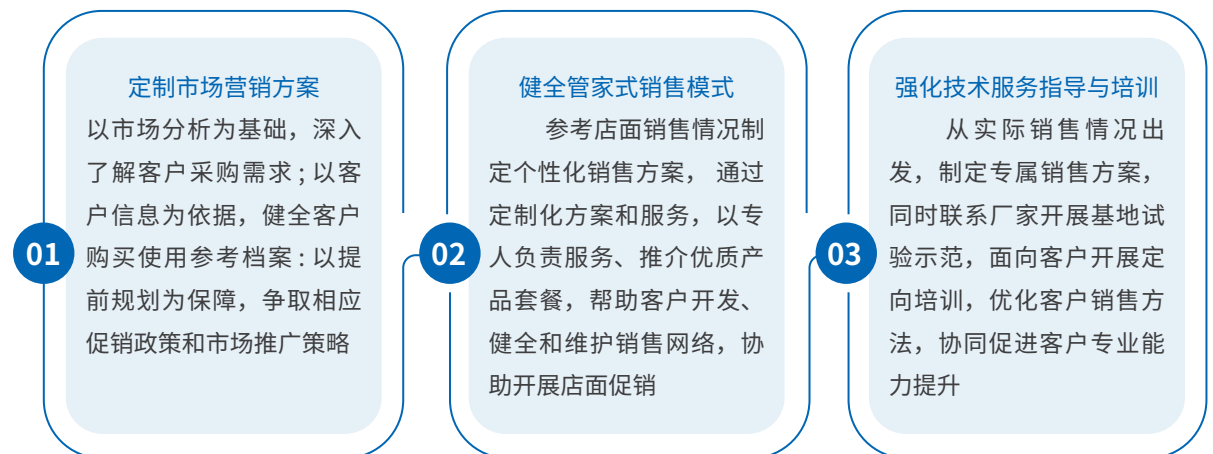 01
定制市场营销方案
以市场分析为基础，深入
了解客户采购需求；以客
户信息为依据，健全客户
购买使用参考档案：以提
前规划为保障，争取相应
促销政策和市场推广策略
02
健全管家式销售模式
参考店面销售情况制
定个性化销售方案， 通过
定制化方案和服务，以专
人负责服务、推介优质产
品套餐，帮助客户开发、
健全和维护销售网络，协
助开展店面促销
03
强化技术服务指导与培训
从实际销售情况出
发，制定专属销售方案，
同时联系厂家开展基地试
验示范，面向客户开展定
向培训，优化客户销售方
法，协同促进客户专业能
力提升